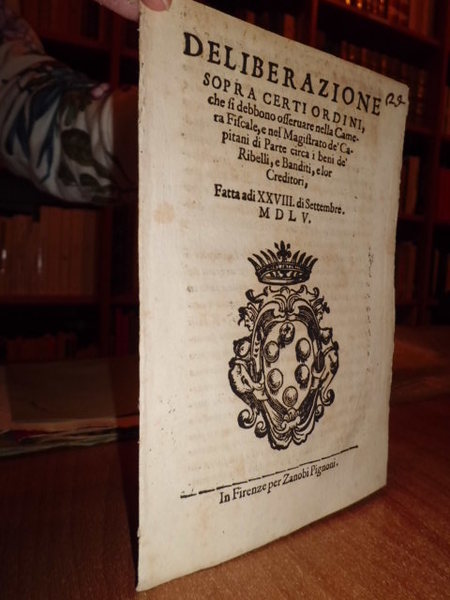 DELIBERAZIONE
SOPRA CERTI ORDINI,
che si debbono osseruare nella Came-
ra Fiscale, e nel Magistrato de' Ca-
pitani di Parte circa i beni de'
Ribelli, e Banditi, e lor
Creditori,
Fatta adi XXVIII. di Settembre.
MDLV.
In Firenze per Zanobi Pignoni.